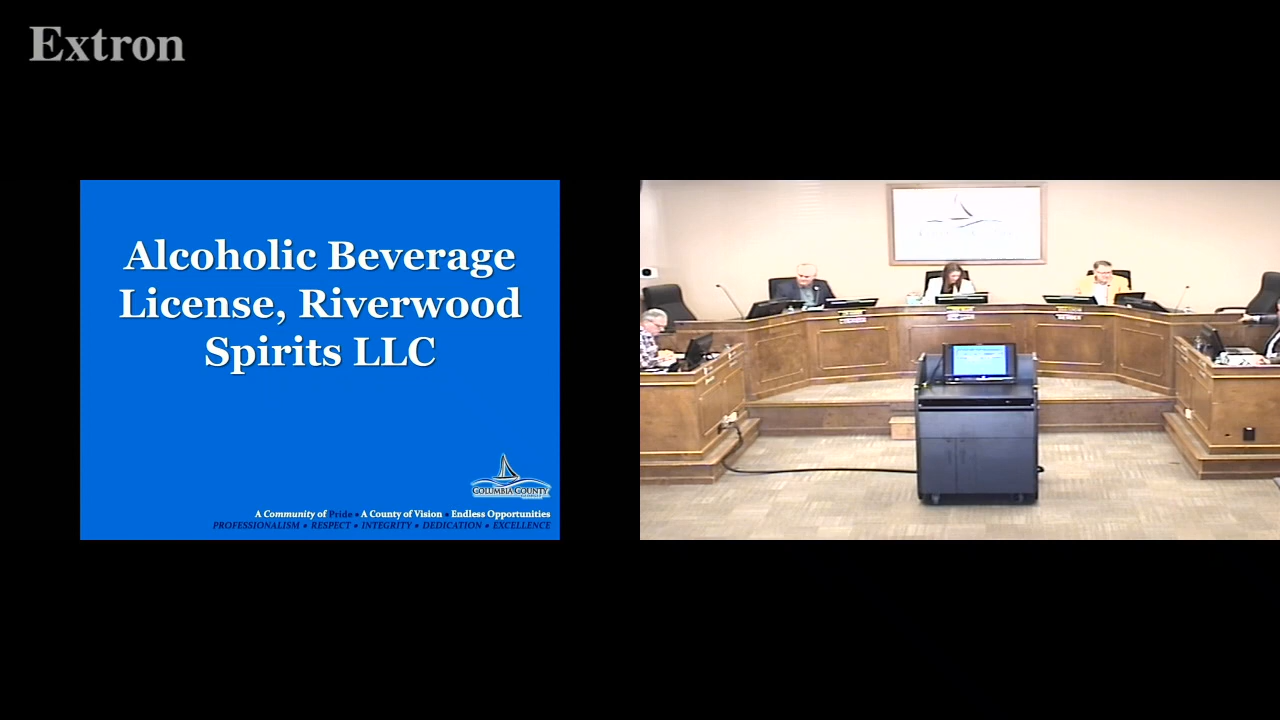 Extron
Alcoholic Beverage
License, Riverwood
Spirits LLC
COLUMBIA COUNTY
A Community of Pride • A County of Vision • Endless Opportunities
PROFESSIONALISM • RESPECT • INTEGRITY • DEDICATION • EXCELLENCE